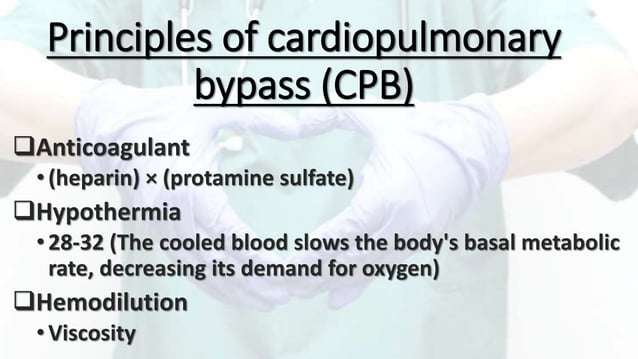 Principles of cardiopulmonary
bypass (CPB)
❑Anticoagulant
•(heparin) × (protamine sulfate)
❑Hypothermia
•28-32 (The cooled blood slows the body's basal metabolic
rate, decreasing its demand for oxygen)
❑Hemodilution
•Viscosity